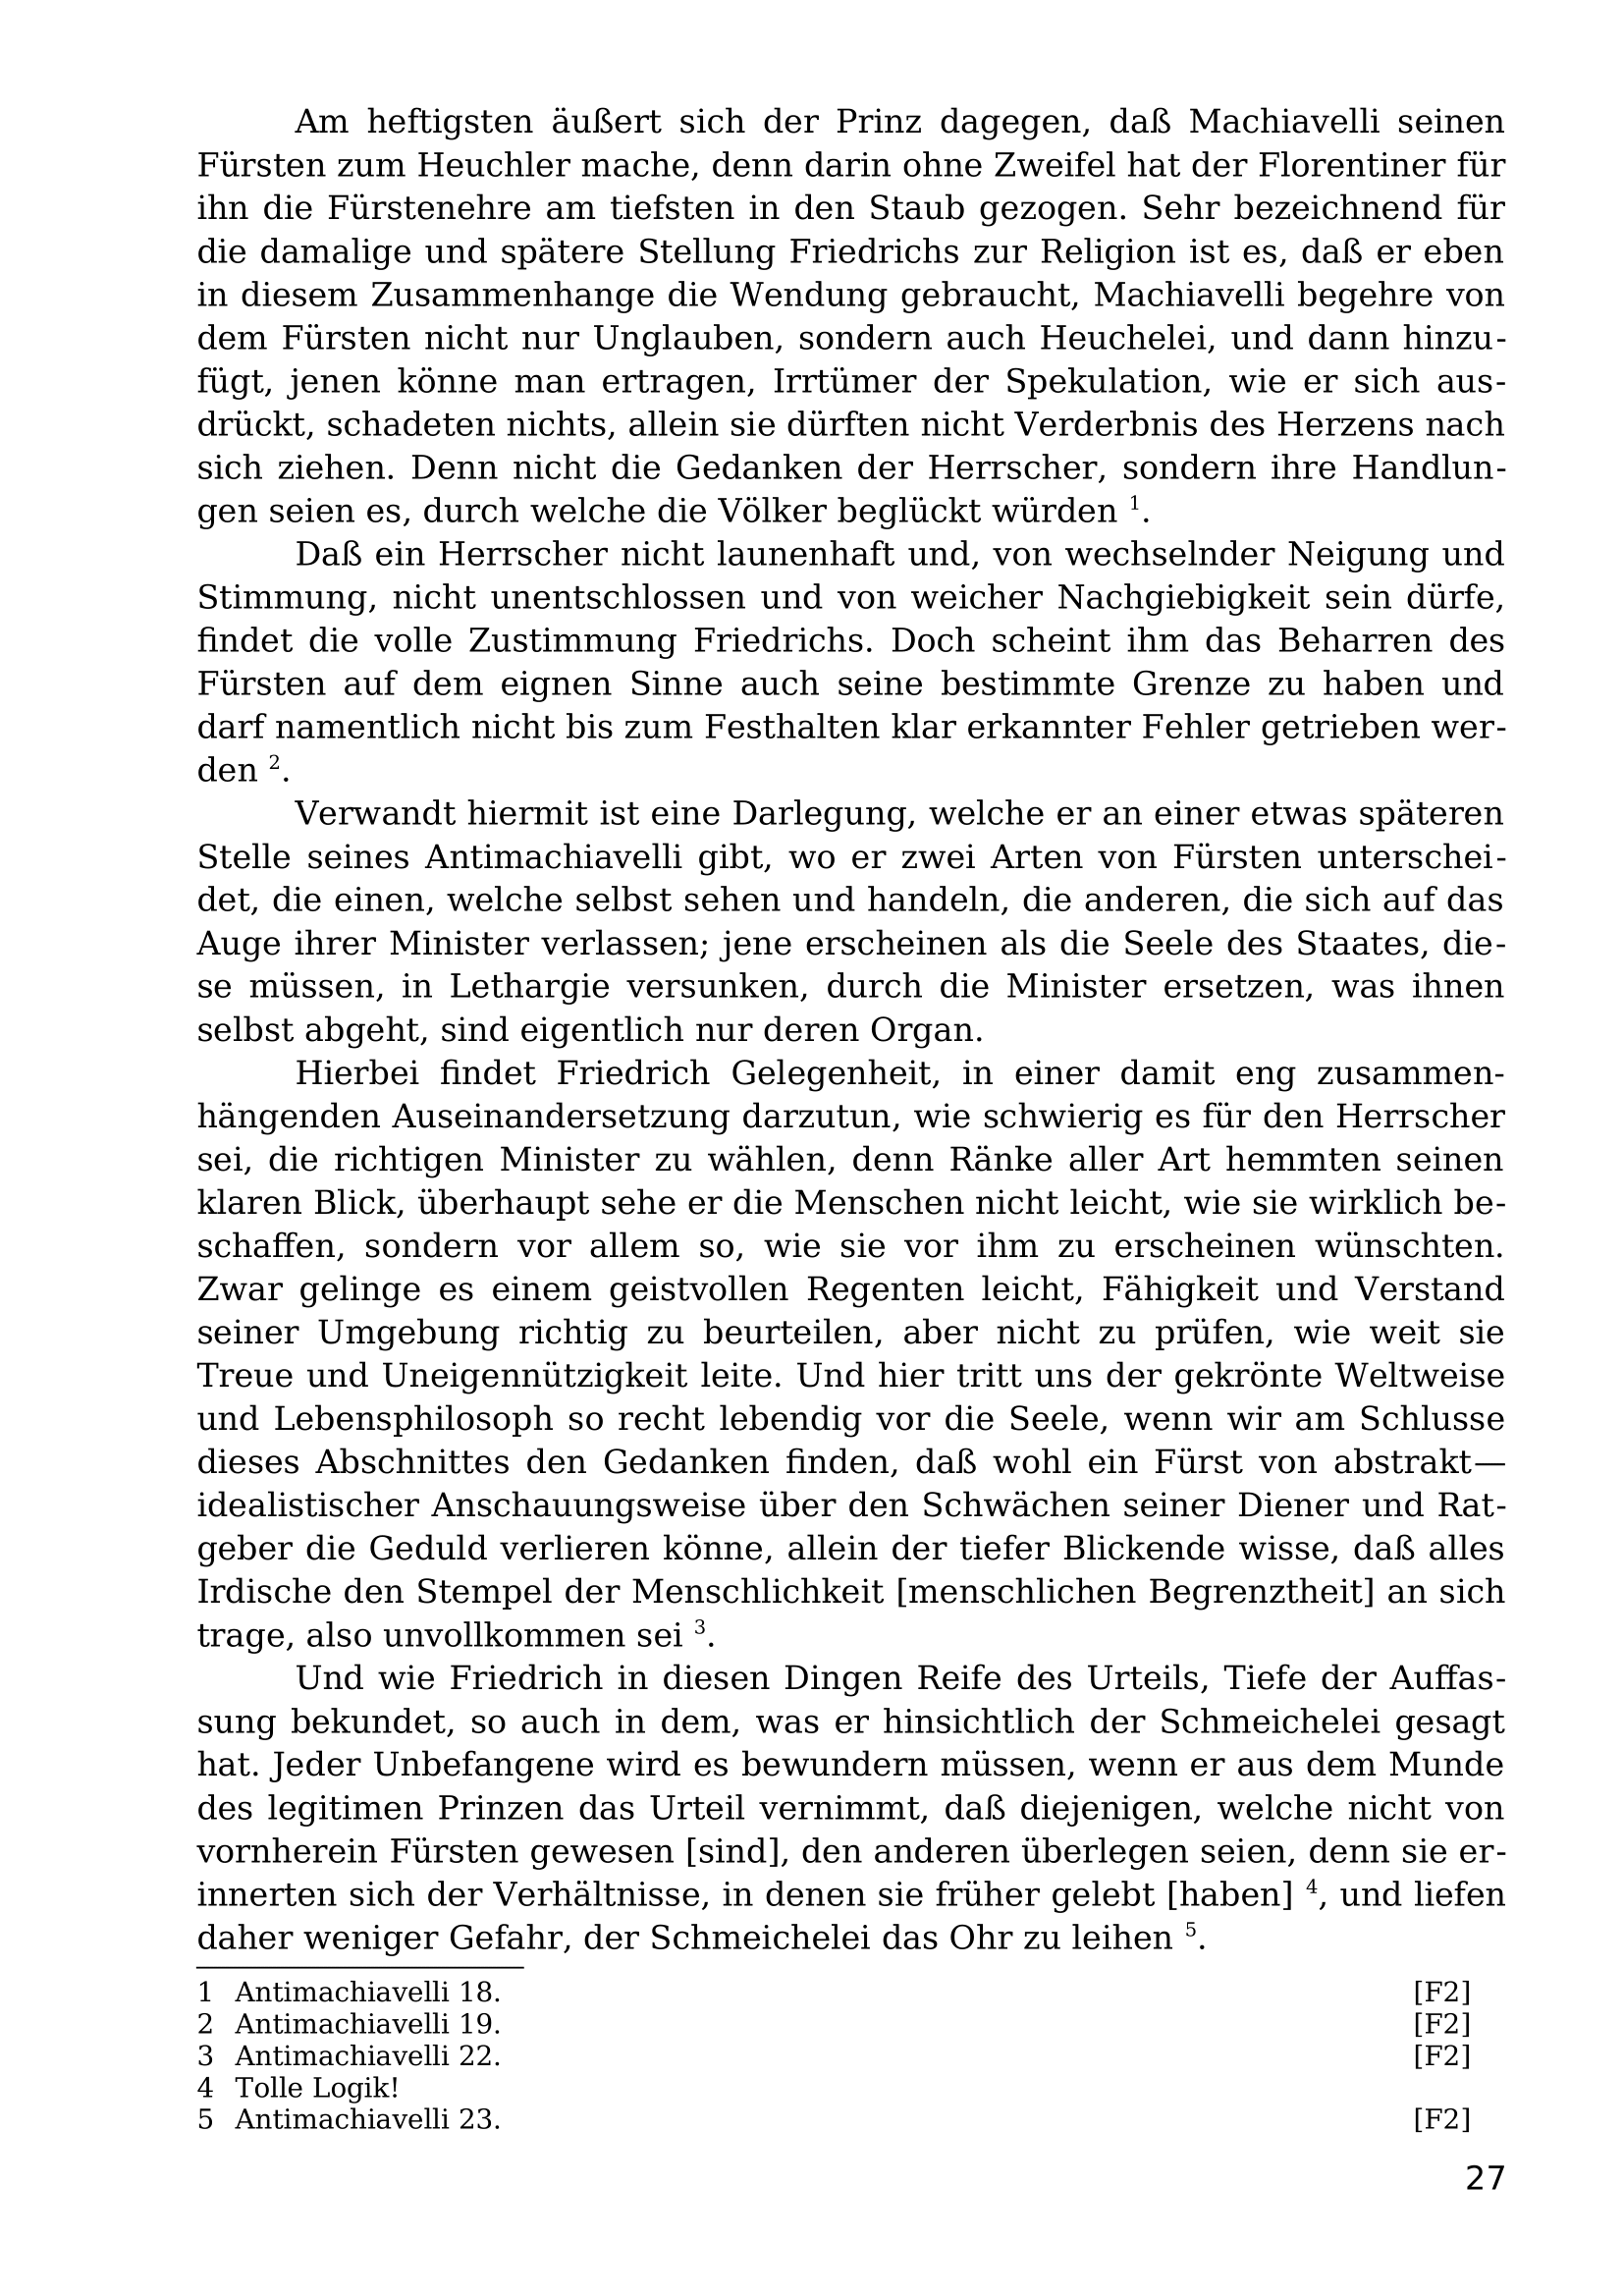 Am heftigsten äußert sich der Prinz dagegen, daß Machiavelli seinen
Fürsten zum Heuchler mache, denn darin ohne Zweifel hat der Florentiner für
ihn die Fürstenehre am tiefsten in den Staub gezogen. Sehr bezeichnend für
die damalige und spätere Stellung Friedrichs zur Religion ist es, daß er eben
in diesem Zusammenhange die Wendung gebraucht, Machiavelli begehre von
dem Fürsten nicht nur Unglauben, sondern auch Heuchelei, und dann hinzu-
fügt, jenen könne man ertragen, Irrtümer der Spekulation, wie er sich aus-
drückt, schadeten nichts, allein sie dürften nicht Verderbnis des Herzens nach
sich ziehen. Denn nicht die Gedanken der Herrscher, sondern ihre Handlun-
gen seien es, durch welche die Völker beglückt würden 1.
Daß ein Herrscher nicht launenhaft und, von wechselnder Neigung und
Stimmung, nicht unentschlossen und von weicher Nachgiebigkeit sein dürfe,
findet die volle Zustimmung Friedrichs. Doch scheint ihm das Beharren des
Fürsten auf dem eignen Sinne auch seine bestimmte Grenze zu haben und
darf namentlich nicht bis zum Festhalten klar erkannter Fehler getrieben wer-
den 2.
Verwandt hiermit ist eine Darlegung, welche er an einer etwas späteren
Stelle seines Antimachiavelli gibt, wo er zwei Arten von Fürsten unterschei-
det, die einen, welche selbst sehen und handeln, die anderen, die sich auf das
Auge ihrer Minister verlassen; jene erscheinen als die Seele des Staates, die-
se müssen, in Lethargie versunken, durch die Minister ersetzen, was ihnen
selbst abgeht, sind eigentlich nur deren Organ.
Hierbei findet Friedrich Gelegenheit, in einer damit eng zusammen-
hängenden Auseinandersetzung darzutun, wie schwierig es für den Herrscher
sei, die richtigen Minister zu wählen, denn Ränke aller Art hemmten seinen
klaren Blick, überhaupt sehe er die Menschen nicht leicht, wie sie wirklich be-
schaffen, sondern vor allem so, wie sie vor ihm zu erscheinen wünschten.
Zwar gelinge es einem geistvollen Regenten leicht, Fähigkeit und Verstand
seiner Umgebung richtig zu beurteilen, aber nicht zu prüfen, wie weit sie
Treue und Uneigennützigkeit leite. Und hier tritt uns der gekrönte Weltweise
und Lebensphilosoph so recht lebendig vor die Seele, wenn wir am Schlusse
dieses Abschnittes den Gedanken finden, daß wohl ein Fürst von abstrakt—
idealistischer Anschauungsweise über den Schwächen seiner Diener und Rat-
geber die Geduld verlieren könne, allein der tiefer Blickende wisse, daß alles
Irdische den Stempel der Menschlichkeit [menschlichen Begrenztheit] an sich
trage, also unvollkommen sei 3.
Und wie Friedrich in diesen Dingen Reife des Urteils, Tiefe der Auffas-
sung bekundet, so auch in dem, was er hinsichtlich der Schmeichelei gesagt
hat. Jeder Unbefangene wird es bewundern müssen, wenn er aus dem Munde
des legitimen Prinzen das Urteil vernimmt, daß diejenigen, welche nicht von
vornherein Fürsten gewesen [sind], den anderen überlegen seien, denn sie er-
innerten sich der Verhältnisse, in denen sie früher gelebt [haben] 4, und liefen
daher weniger Gefahr, der Schmeichelei das Ohr zu leihen 5.
1 Antimachiavelli 18. [F2]
2 Antimachiavelli 19. [F2]
3 Antimachiavelli 22. [F2]
4 Tolle Logik!
5 Antimachiavelli 23. [F2]
27